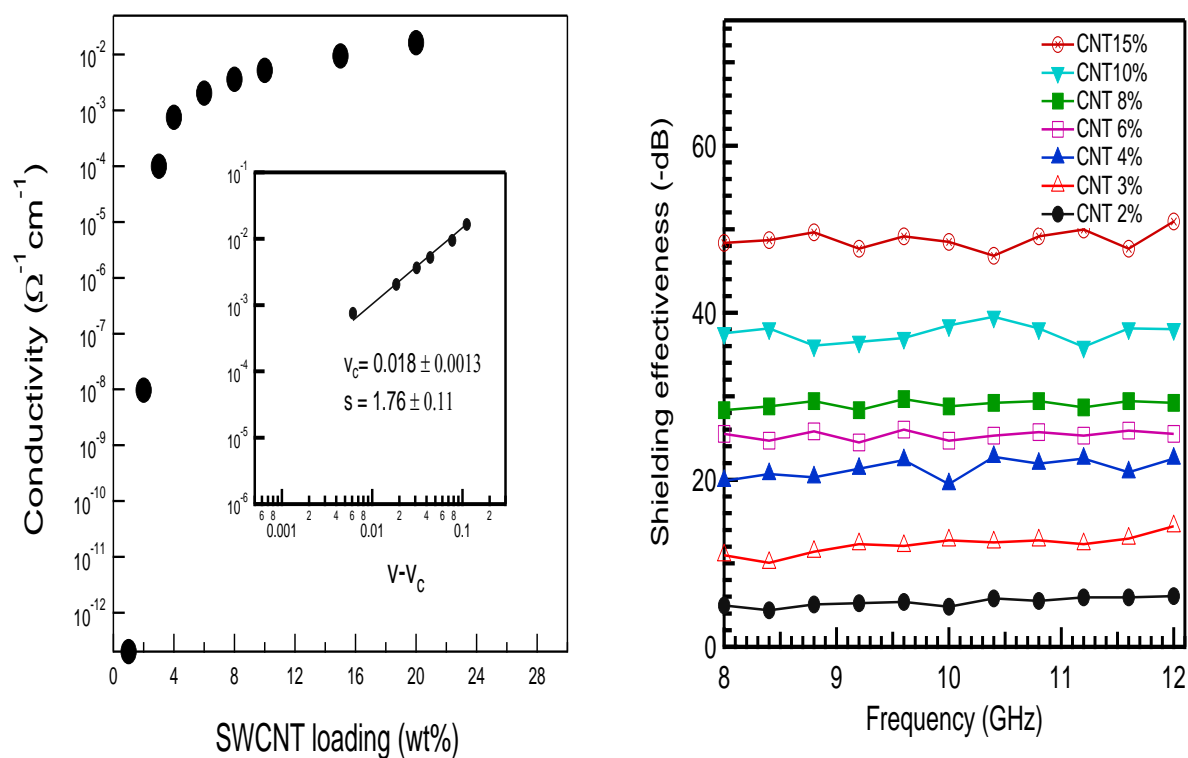 10⁻²
10⁻³
10⁻⁴
10⁻⁵
10⁻⁶
10⁻⁷
10⁻⁸
10⁻⁹
10⁻¹⁰
10⁻¹¹
10⁻¹²
Conductivity (Ω⁻¹ cm⁻¹)
0 4 8 12 16 20 24 28
SWCNT loading (wt%)
10⁻¹
10⁻²
10⁻³
10⁻⁴
10⁻⁵
10⁻⁶
v_c= 0.018 ± 0.0013
s = 1.76 ± 0.11
6 8 2 4 6 8 2 4 6 8 2
0.001 0.01 0.1
v-v_c
CNT15%
CNT10%
CNT 8%
CNT 6%
CNT 4%
CNT 3%
CNT 2%
60
40
20
0
Shielding effectiveness (-dB)
8 9 10 11 12
Frequency (GHz)